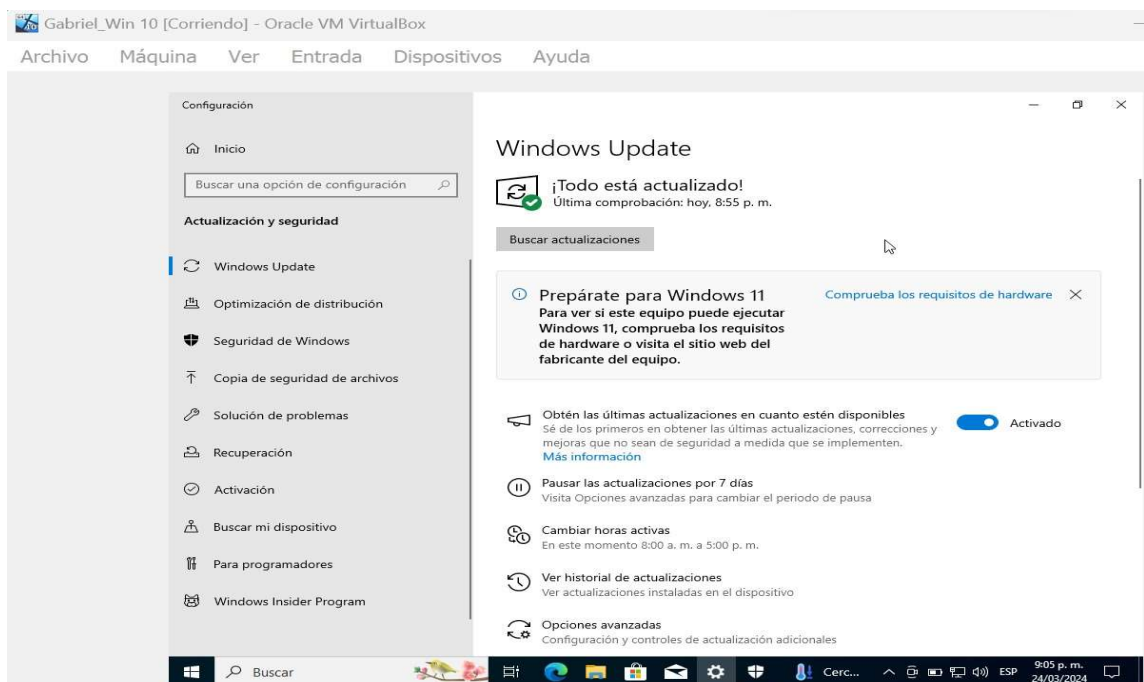 Gabriel_Win 10 [Corriendo] - Oracle VM VirtualBox
Archivo Máquina Ver Entrada Dispositivos Ayuda
Configuración
Inicio
Buscar una opción de configuración
Actualización y seguridad
Windows Update
Optimización de distribución
Seguridad de Windows
Copia de seguridad de archivos
Solución de problemas
Recuperación
Activación
Buscar mi dispositivo
Para programadores
Windows Insider Program
Windows Update
¡Todo está actualizado!
Última comprobación: hoy, 8:55 p. m.
Buscar actualizaciones
Prepárate para Windows 11
Para ver si este equipo puede ejecutar
Windows 11, comprueba los requisitos
de hardware o visita el sitio web del
fabricante del equipo.
Comprueba los requisitos de hardware
Obtén las últimas actualizaciones en cuanto estén disponibles
Sé de los primeros en obtener las últimas actualizaciones, correcciones y
mejoras que no sean de seguridad a medida que se implementen.
Más información
Activado
Pausar las actualizaciones por 7 días
Visita Opciones avanzadas para cambiar el periodo de pausa
Cambiar horas activas
En este momento 8:00 a. m. a 5:00 p. m.
Ver historial de actualizaciones
Ver actualizaciones instaladas en el dispositivo
Opciones avanzadas
Configuración y controles de actualización adicionales
Buscar
Cerc...
ESP
9:05 p. m.
24/03/2024